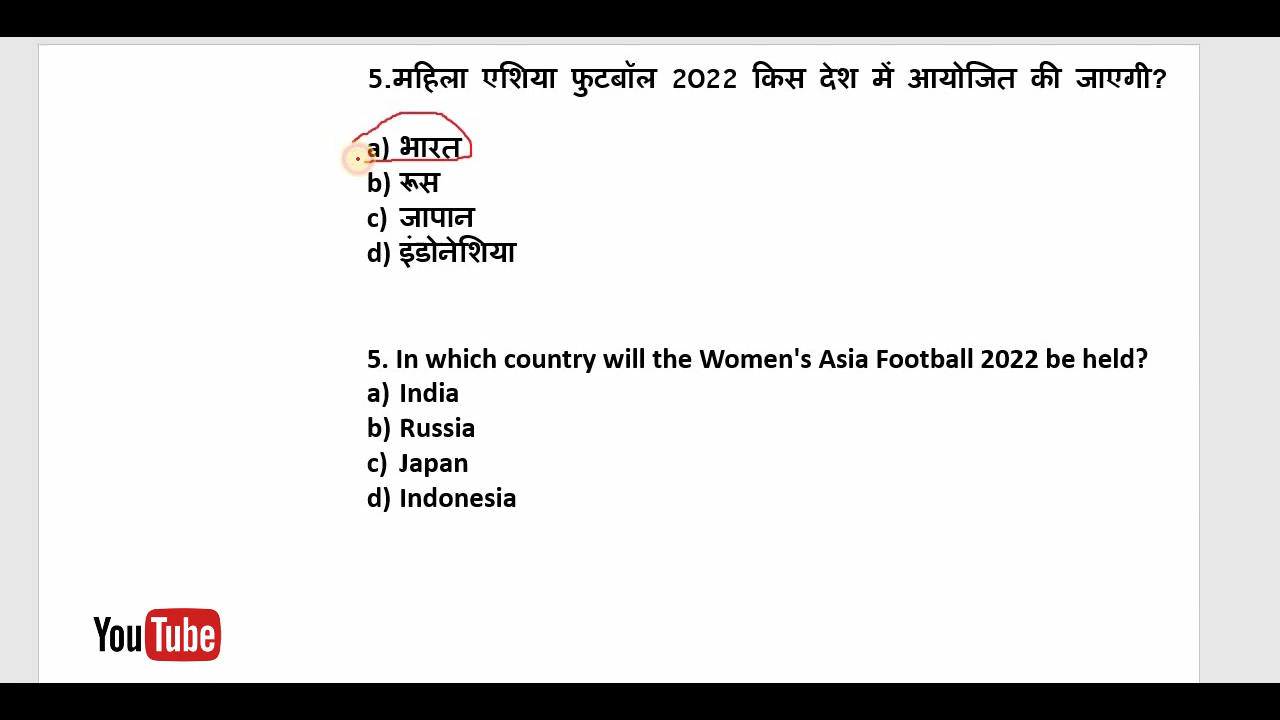 5.महिला एशिया फुटबॉल 2022 किस देश में आयोजित की जाएगी?
a) भारत
b) रूस
c) जापान
d) इंडोनेशिया
5. In which country will the Women's Asia Football 2022 be held?
a) India
b) Russia
c) Japan
d) Indonesia
YouTube